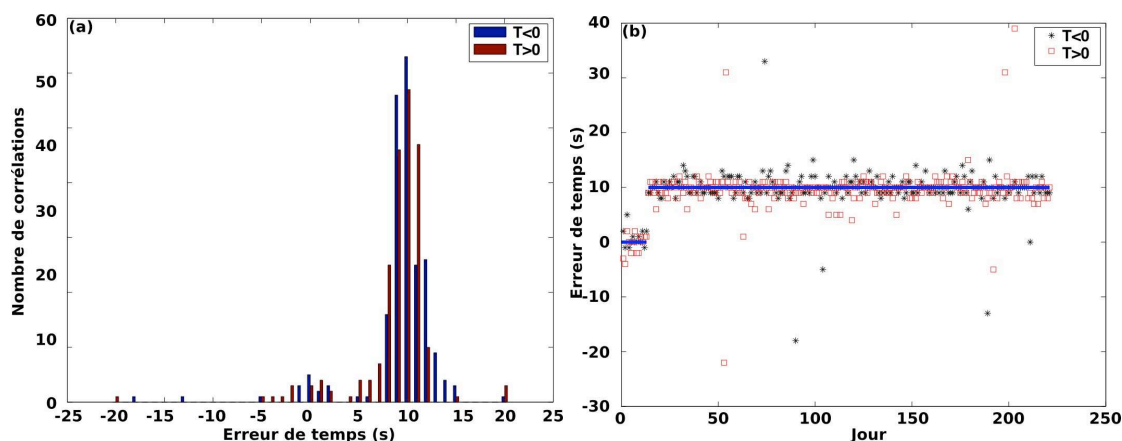 (a)
T<0
T>0
60
50
40
30
20
10
0
Nombre de corrélations
-25 -20 -15 -10 -5 0 5 10 15 20 25
Erreur de temps (s)
(b)
T<0
T>0
40
30
20
10
0
-10
-20
-30
Erreur de temps (s)
0 50 100 150 200 250
Jour